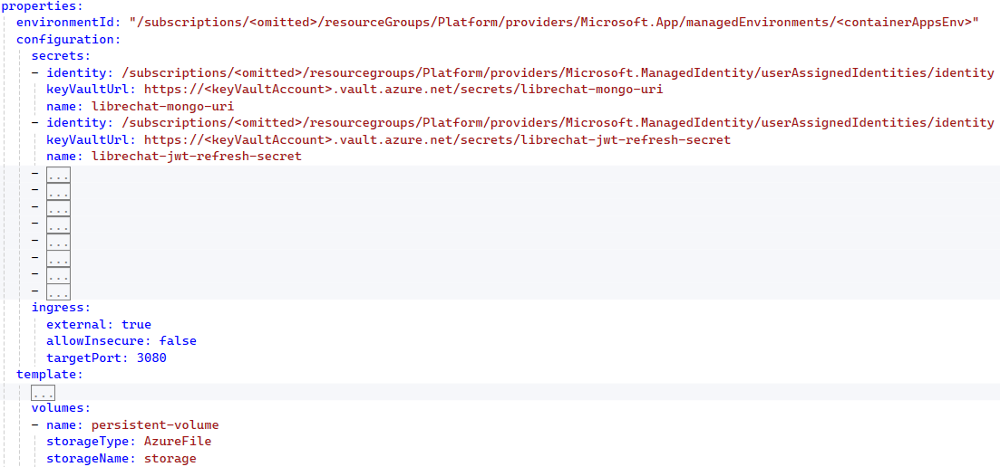 properties:
environmentId: "/subscriptions/<omitted>/resourceGroups/Platform/providers/Microsoft.App/managedEnvironments/<containerAppsEnv>"
configuration:
secrets:
- identity: /subscriptions/<omitted>/resourcegroups/Platform/providers/Microsoft.ManagedIdentity/userAssignedIdentities/identity
keyVaultUrl: https://<keyVaultAccount>.vault.azure.net/secrets/librechat-mongo-uri
name: librechat-mongo-uri
- identity: /subscriptions/<omitted>/resourcegroups/Platform/providers/Microsoft.ManagedIdentity/userAssignedIdentities/identity
keyVaultUrl: https://<keyVaultAccount>.vault.azure.net/secrets/librechat-jwt-refresh-secret
name: librechat-jwt-refresh-secret
- ...
- ...
- ...
- ...
- ...
- ...
- ...
- ...
ingress:
external: true
allowInsecure: false
targetPort: 3080
template:
...
volumes:
- name: persistent-volume
storageType: AzureFile
storageName: storage